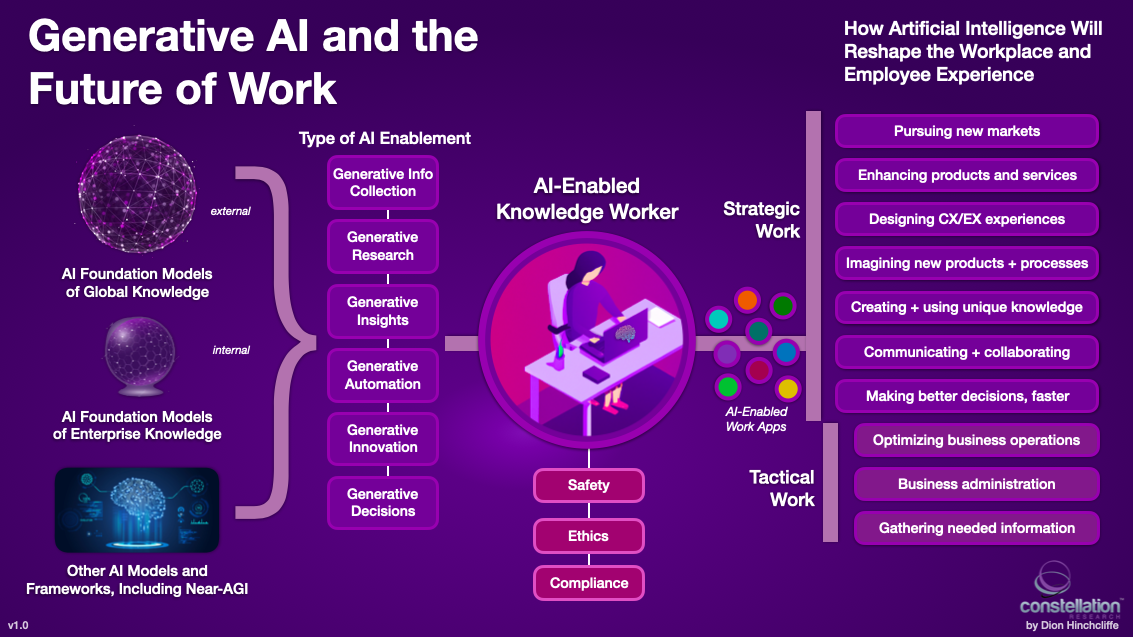 Generative AI and the
Future of Work
How Artificial Intelligence Will
Reshape the Workplace and
Employee Experience
external
AI Foundation Models
of Global Knowledge
internal
AI Foundation Models
of Enterprise Knowledge
Other AI Models and
Frameworks, Including Near-AGI
Type of AI Enablement
Generative Info
Collection
Generative
Research
Generative
Insights
Generative
Automation
Generative
Innovation
Generative
Decisions
AI-Enabled
Knowledge Worker
Safety
Ethics
Compliance
AI-Enabled
Work Apps
Strategic
Work
Pursuing new markets
Enhancing products and services
Designing CX/EX experiences
Imagining new products + processes
Creating + using unique knowledge
Communicating + collaborating
Making better decisions, faster
Tactical
Work
Optimizing business operations
Business administration
Gathering needed information
constellation™
RESEARCH
by Dion Hinchcliffe
v1.0